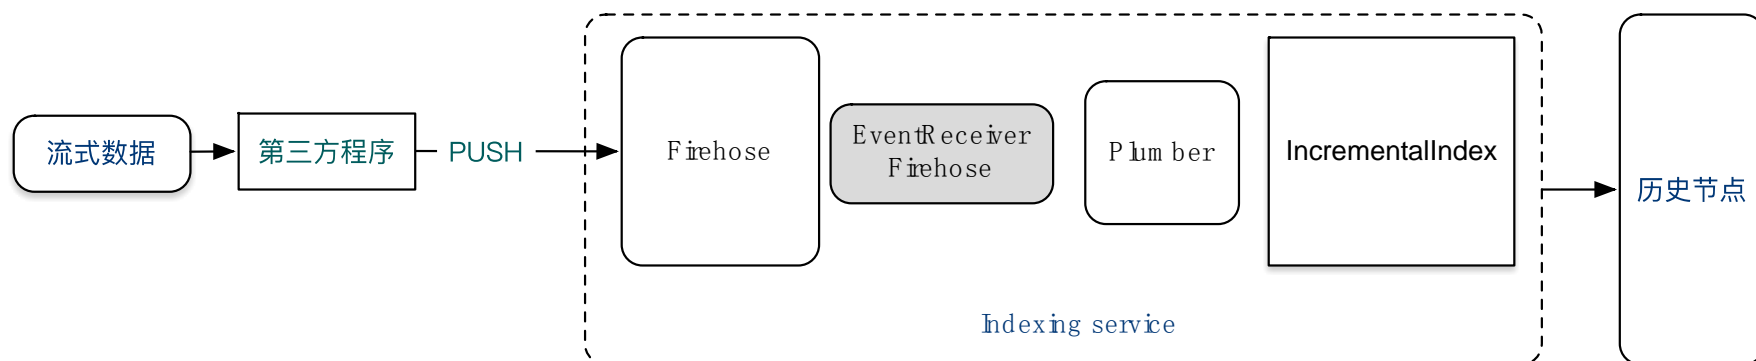 流式数据
第三方程序
PUSH
Firehose
EventReceiver
Firehose
Plumber
IncrementalIndex
历史节点
Indexing service